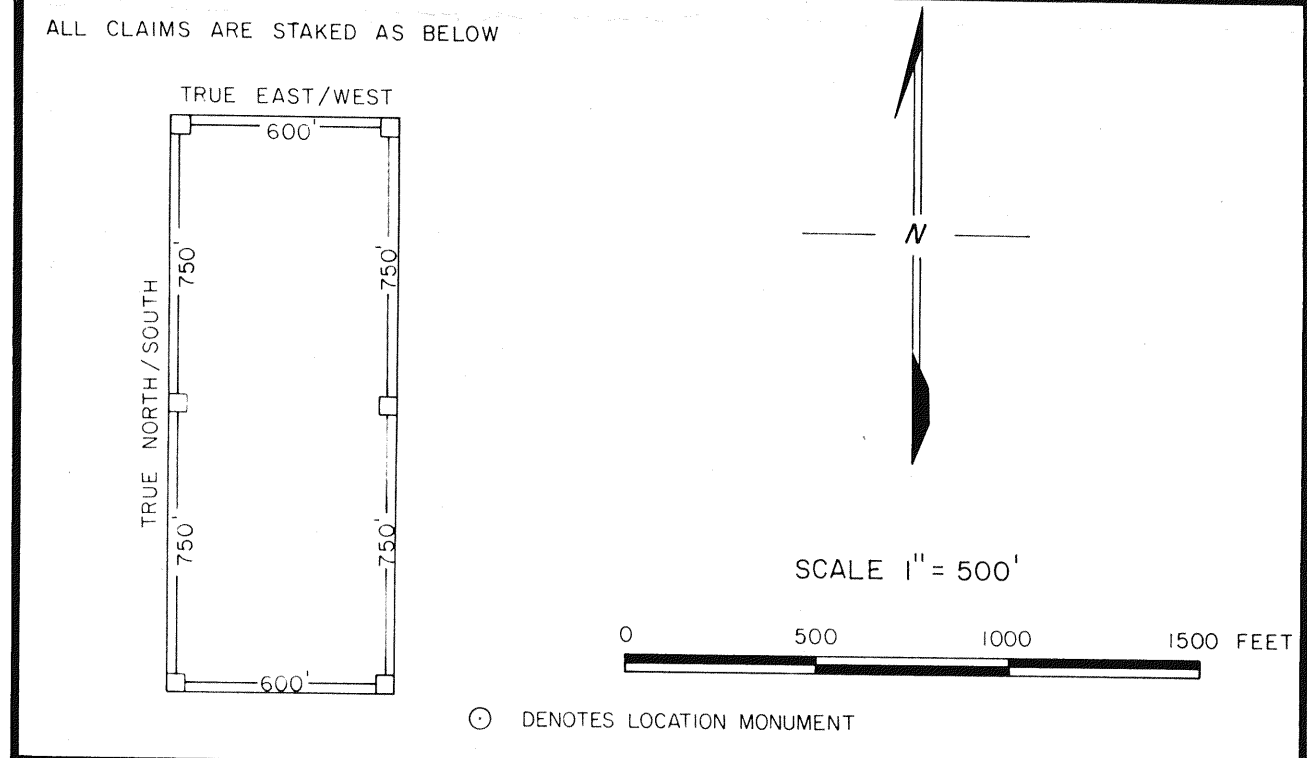 ALL CLAIMS ARE STAKED AS BELOW
TRUE EAST/WEST
600'
750'
750'
TRUE NORTH/SOUTH
750'
750'
600'
N
SCALE 1" = 500'
0 500 1000 1500 FEET
DENOTES LOCATION MONUMENT